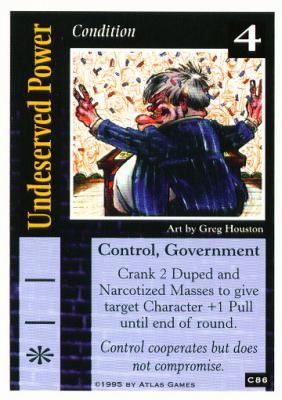 Undeserved Power
Condition
4
Art by Greg Houston
Control, Government
Crank 2 Duped and
Narcotized Masses to give
target Character +1 Pull
until end of round.
Control cooperates but does
not compromise.
©1995 BY ATLAS GAMES
C86